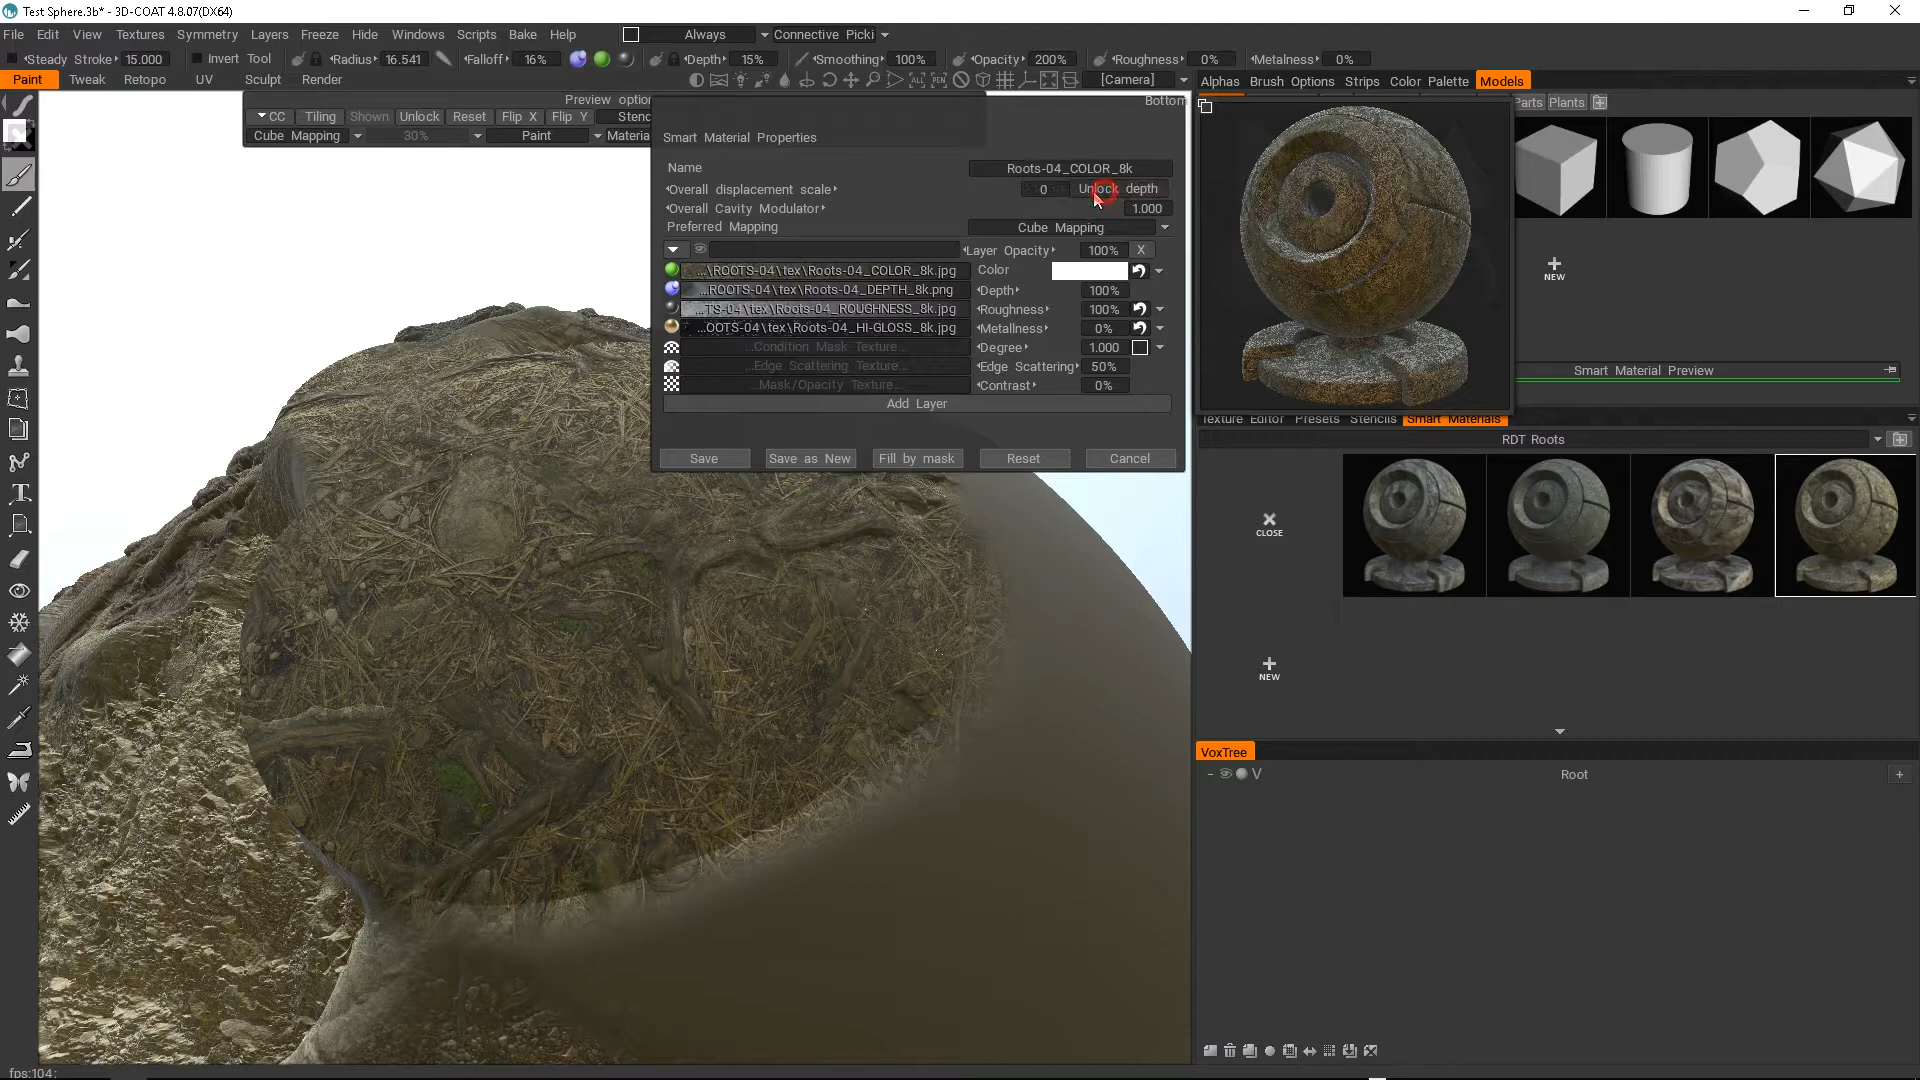 Test Sphere.3b* - 3D-COAT 4.8.07(DX64)
File Edit View Textures Symmetry Layers Freeze Hide Windows Scripts Bake Help Always Connective Picki
Steady Stroke 15.000 Invert Tool Radius 16.541 Falloff 16% Depth 15% Smoothing 100% Opacity 200% Roughness 0% Metalness 0%
Paint Tweak Retopo UV Sculpt Render [Camera] Alphas Brush Options Strips Color Palette Models
Preview option Bottom Parts Plants
CC Tiling Shown Unlock Reset Flip X Flip Y Stenc
Cube Mapping 30% Paint Materia
Smart Material Properties
Name Roots-04_COLOR_8k
Overall displacement scale 0 Unlock depth
Overall Cavity Modulator 1.000
Preferred Mapping Cube Mapping
Layer Opacity 100% X
...\ROOTS-04\tex\Roots-04_COLOR_8k.jpg Color
...ROOTS-04\tex\Roots-04_DEPTH_8k.png Depth 100%
...TS-04\tex\Roots-04_ROUGHNESS_8k.jpg Roughness 100%
...OOTS-04\tex\Roots-04_HI-GLOSS_8k.jpg Metallness 0%
...Condition Mask Texture... Degree 1.000
...Edge Scattering Texture... Edge Scattering 50%
...Mask/Opacity Texture... Contrast 0%
Add Layer
Save Save as New Fill by mask Reset Cancel
NEW
Smart Material Preview
Texture Editor Presets Stencils Smart Materials
RDT Roots
CLOSE
NEW
VoxTree
V Root
fps:104;